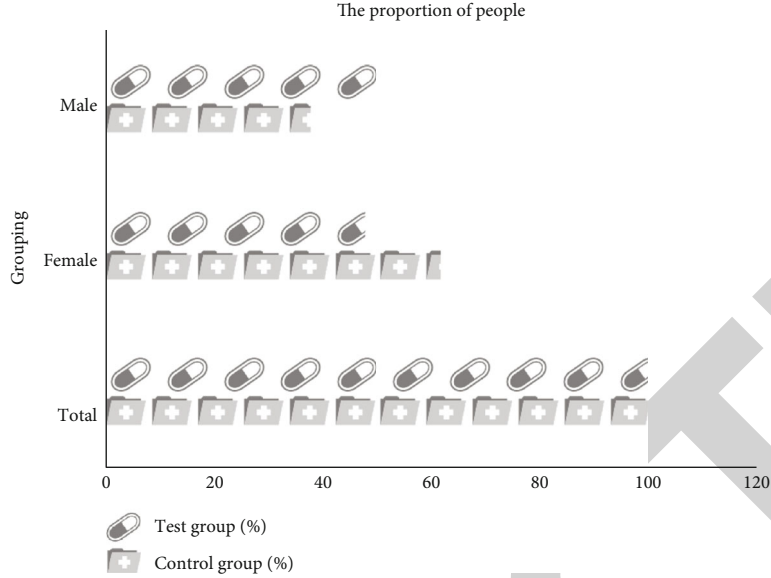 The proportion of people
Grouping
Male
Female
Total
0 20 40 60 80 100 120
Test group (%)
Control group (%)